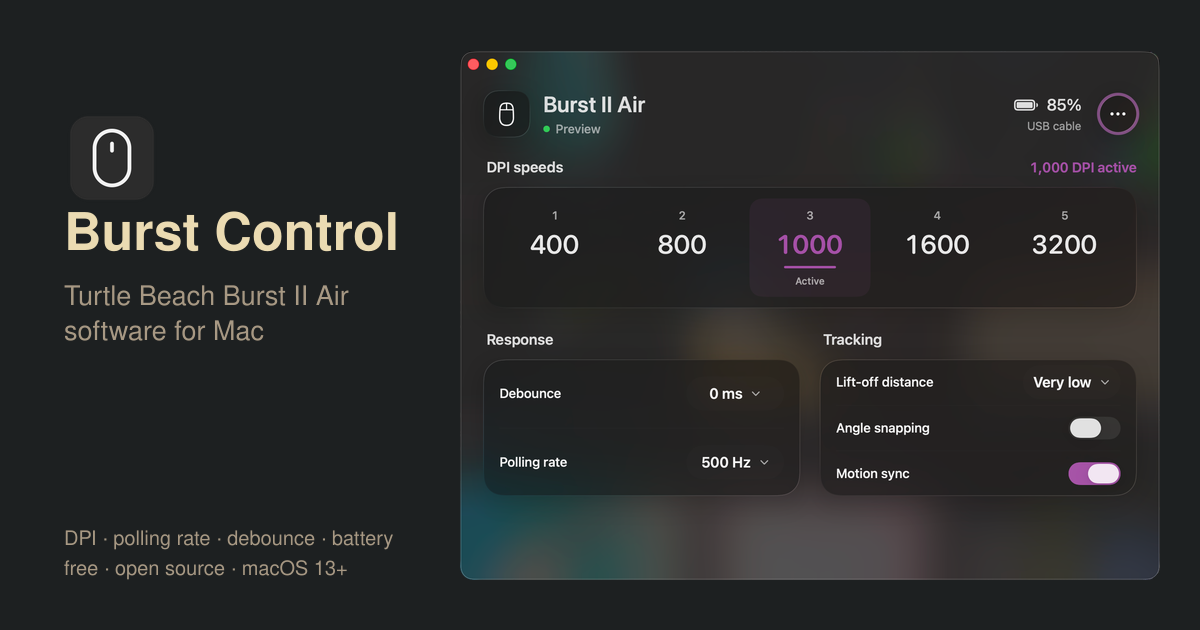 Burst Control
Turtle Beach Burst II Air
software for Mac
DPI · polling rate · debounce · battery
free · open source · macOS 13+
Burst II Air
Preview
85%
USB cable
DPI speeds
1,000 DPI active
1
400
2
800
3
1000
Active
4
1600
5
3200
Response
Debounce
0 ms
Polling rate
500 Hz
Tracking
Lift-off distance
Very low
Angle snapping
Motion sync